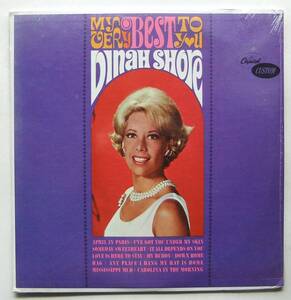 MY VERY BEST TO YOU
DINAH SHORE
Capitol
CUSTOM
APRIL IN PARIS · I'VE GOT YOU UNDER MY SKIN
SOMEDAY SWEETHEART · IT ALL DEPENDS ON YOU
LOVE IS HERE TO STAY · MY BUDDY · DOWN HOME
RAG · ANY PLACE I HANG MY HAT IS HOME
MISSISSIPPI MUD · CAROLINA IN THE MORNING